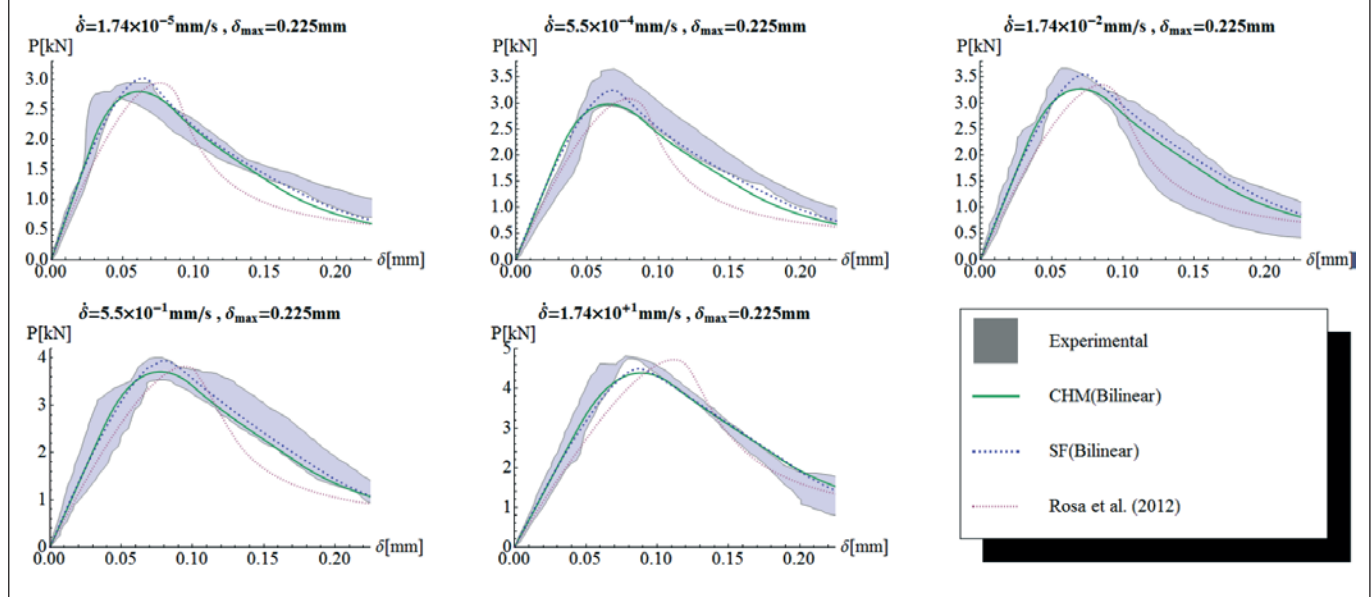 δ̇=1.74×10⁻⁵mm/s , δmax=0.225mm
P[kN]
3.0
2.5
2.0
1.5
1.0
0.5
0.0
0.00 0.05 0.10 0.15 0.20
δ[mm]
δ̇=5.5×10⁻⁴mm/s , δmax=0.225mm
P[kN]
3.5
3.0
2.5
2.0
1.5
1.0
0.5
0.0
0.00 0.05 0.10 0.15 0.20
δ[mm]
δ̇=1.74×10⁻²mm/s , δmax=0.225mm
P[kN]
3.5
3.0
2.5
2.0
1.5
1.0
0.5
0.0
0.00 0.05 0.10 0.15 0.20
δ[mm]
δ̇=5.5×10⁻¹mm/s , δmax=0.225mm
P[kN]
4
3
2
1
0
0.00 0.05 0.10 0.15 0.20
δ[mm]
δ̇=1.74×10⁺¹mm/s , δmax=0.225mm
P[kN]
5
4
3
2
1
0
0.00 0.05 0.10 0.15 0.20
δ[mm]
Experimental
CHM(Bilinear)
SF(Bilinear)
Rosa et al. (2012)